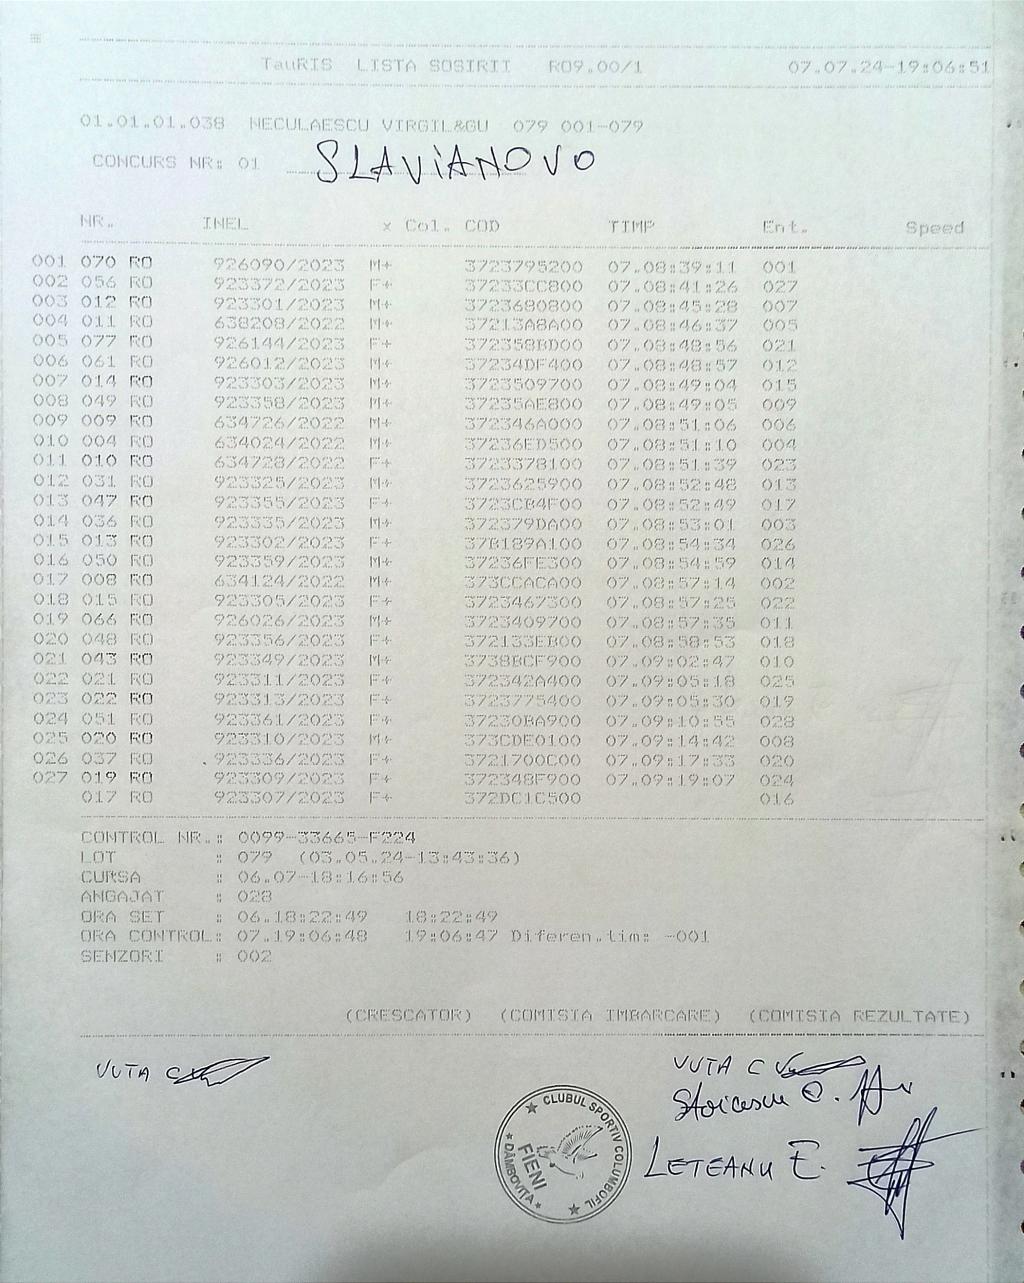 TauRIS LISTA SOSIRII R09.00/1 07.07.24-19:06:51
01.01.01.038 NECULAESCU VIRGIL&GU 079 001-079
CONCURS NR: 01 SLAVIANOVO
NR. INEL x Col. COD TIMP Ent. Speed
001 070 RO 926090/2023 M+ 3723795200 07.08:39:11 001
002 056 RO 923372/2023 F+ 37233CC800 07.08:41:26 027
003 012 RO 923301/2023 M+ 3723680800 07.08:45:28 007
004 011 RO 638208/2022 M+ 37213A8A00 07.08:46:37 005
005 077 RO 926144/2023 F+ 372358BD00 07.08:48:56 021
006 061 RO 926012/2023 M+ 37234DF400 07.08:48:57 012
007 014 RO 923303/2023 M+ 3723509700 07.08:49:04 015
008 049 RO 923358/2023 M+ 37235AE800 07.08:49:05 009
009 009 RO 634726/2022 M+ 372346A000 07.08:51:06 006
010 004 RO 634024/2022 M+ 37236ED500 07.08:51:10 004
011 010 RO 634728/2022 F+ 3723378100 07.08:51:39 023
012 031 RO 923325/2023 M+ 3723625900 07.08:52:48 013
013 047 RO 923355/2023 F+ 3723CB4F00 07.08:52:49 017
014 036 RO 923335/2023 M+ 372379DA00 07.08:53:01 003
015 013 RO 923302/2023 F+ 37B189A100 07.08:54:34 026
016 050 RO 923359/2023 M+ 37236FE300 07.08:54:59 014
017 008 RO 634124/2022 M+ 373CCACA00 07.08:57:14 002
018 015 RO 923305/2023 F+ 3723467300 07.08:57:25 022
019 066 RO 926026/2023 M+ 3723409700 07.08:57:35 011
020 048 RO 923356/2023 F+ 372133EB00 07.08:58:53 018
021 043 RO 923349/2023 M+ 3738BCF900 07.09:02:47 010
022 021 RO 923311/2023 F+ 372342A400 07.09:05:18 025
023 022 RO 923313/2023 F+ 3723775400 07.09:05:30 019
024 051 RO 923361/2023 F+ 37230BA900 07.09:10:55 028
025 020 RO 923310/2023 M+ 373CDE0100 07.09:14:42 008
026 037 RO 923336/2023 F+ 3721700C00 07.09:17:33 020
027 019 RO 923309/2023 F+ 372348F900 07.09:19:07 024
017 RO 923307/2023 F+ 372DC1C500 016
CONTROL NR.: 0099-33665-F224
LOT : 079 (03.05.24-13:43:36)
CURSA : 06.07-18:16:56
ANGAJAT : 028
ORA SET : 06.18:22:49 18:22:49
ORA CONTROL: 07.19:06:48 19:06:47 Diferen.tim: -001
SENZORI : 002
(CRESCATOR) (COMISIA IMBARCARE) (COMISIA REZULTATE)
VUTA C VUTA C
Stoicescu O.
LETEANU E.
CLUBUL SPORTIV COLUMBOFIL
FIENI
DÂMBOVIȚA